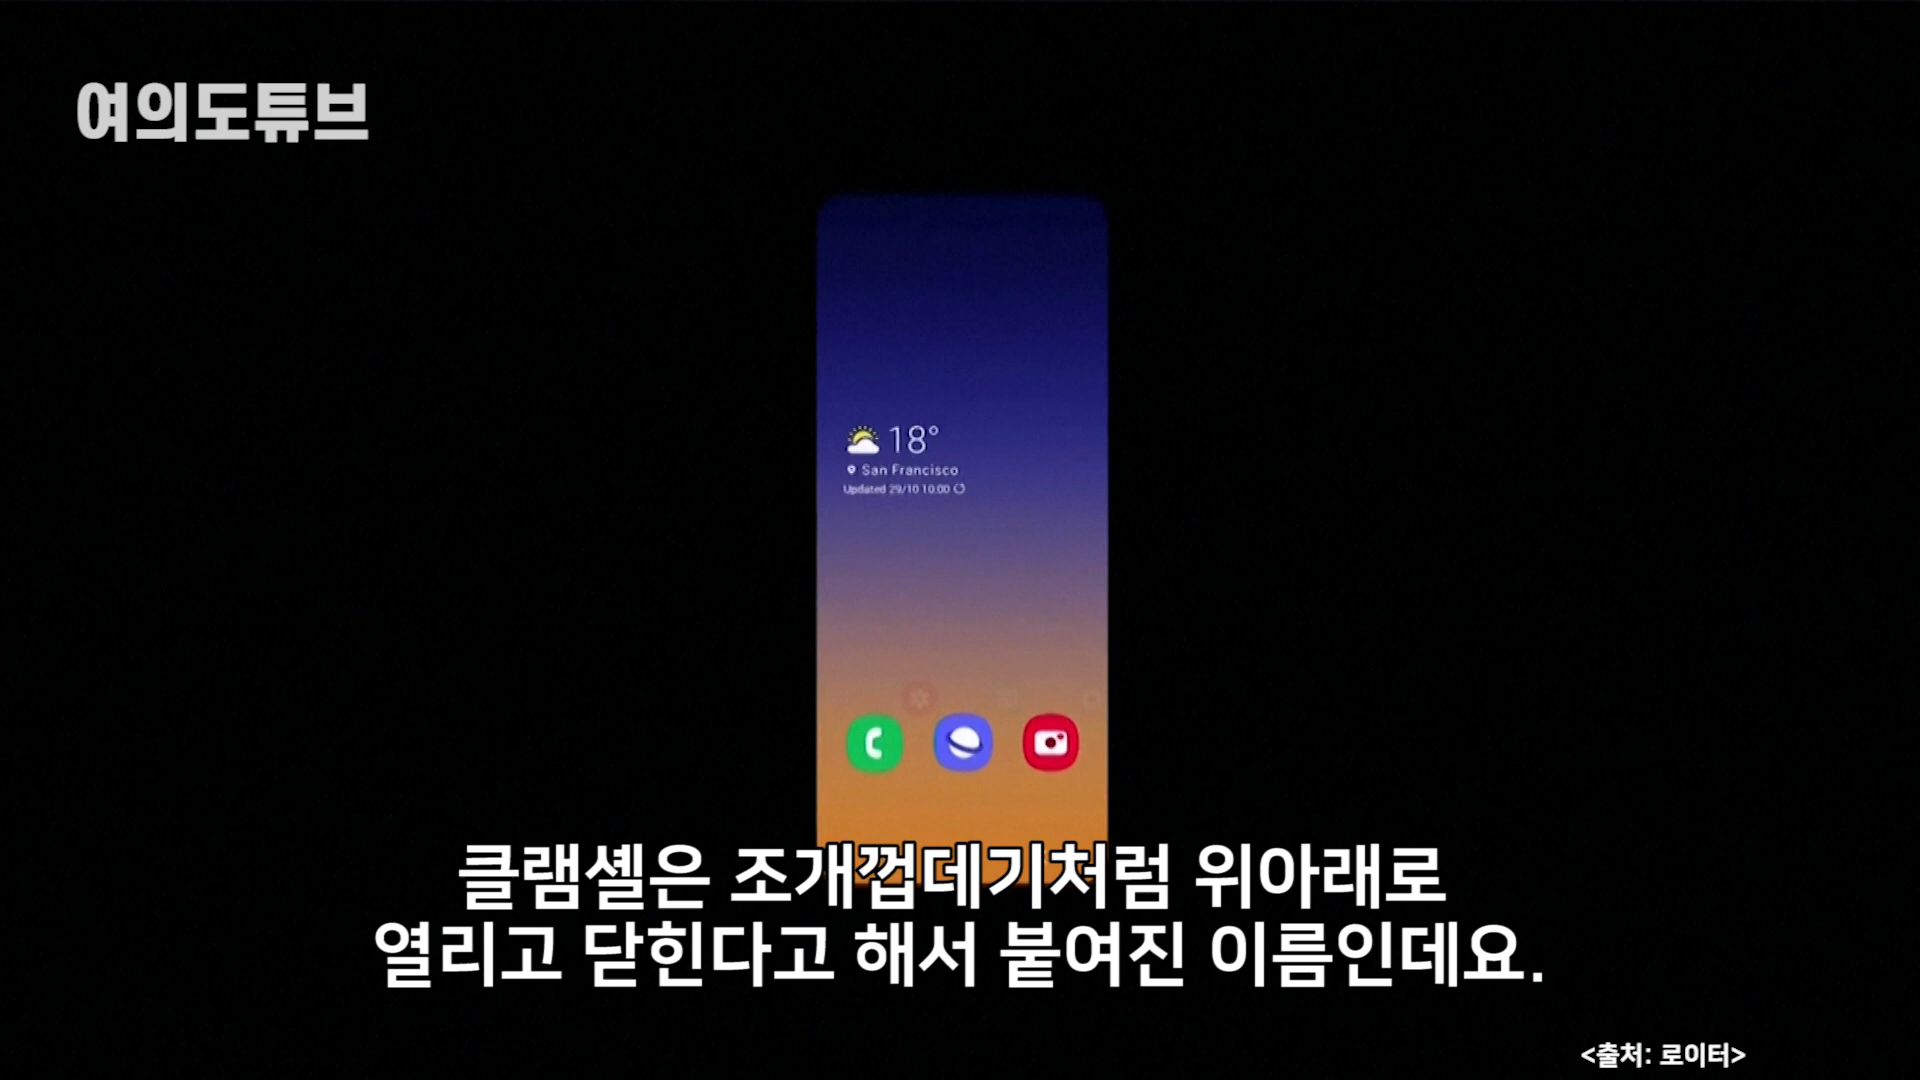 여의도튜브
18°
San Francisco
Updated 29/10 10:00
클램셸은 조개껍데기처럼 위아래로
열리고 닫힌다고 해서 붙여진 이름인데요.
<출처: 로이터>